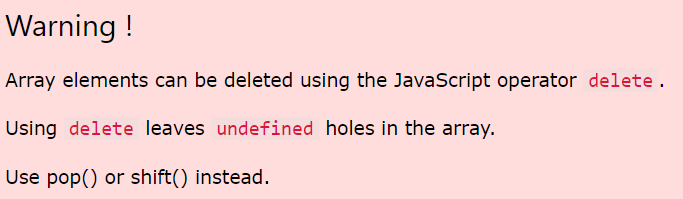 Warning !
Array elements can be deleted using the JavaScript operator delete.
Using delete leaves undefined holes in the array.
Use pop() or shift() instead.